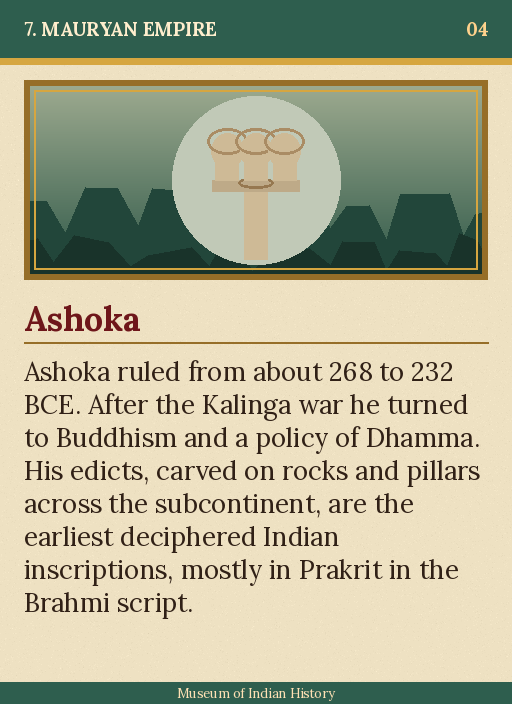 7. MAURYAN EMPIRE
04
Ashoka
Ashoka ruled from about 268 to 232
BCE. After the Kalinga war he turned
to Buddhism and a policy of Dhamma.
His edicts, carved on rocks and pillars
across the subcontinent, are the
earliest deciphered Indian
inscriptions, mostly in Prakrit in the
Brahmi script.
Museum of Indian History